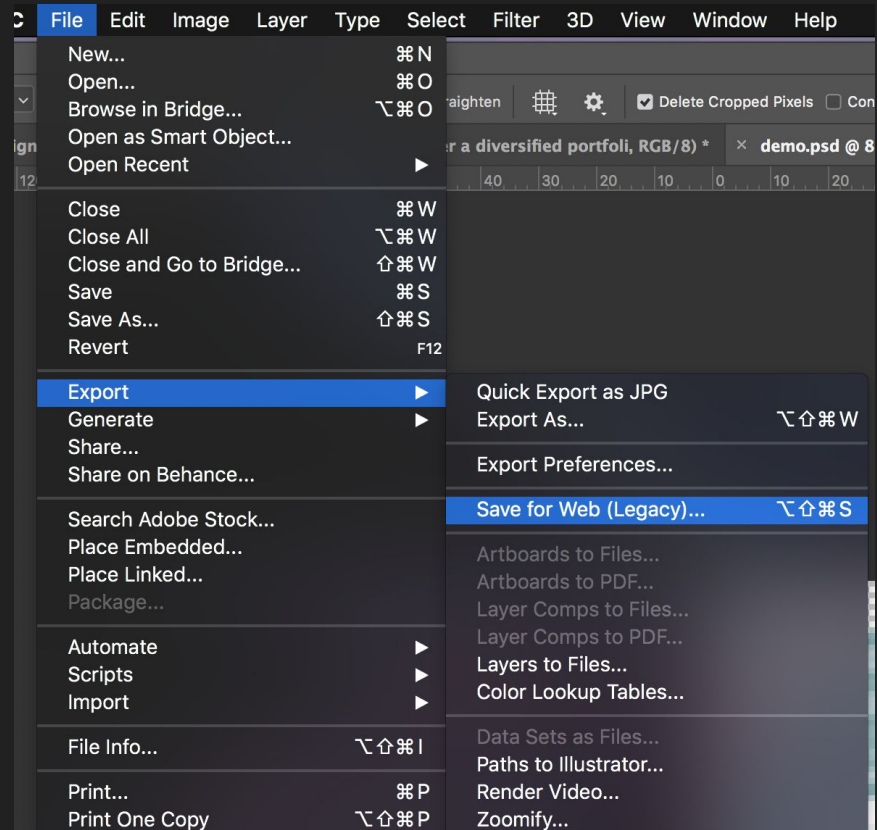 C File Edit Image Layer Type Select Filter 3D View Window Help
New... ⌘N
Open... ⌘O
Browse in Bridge... ⌥⌘O
Open as Smart Object...
Open Recent ▶
Close ⌘W
Close All ⌥⌘W
Close and Go to Bridge... ⇧⌘W
Save ⌘S
Save As... ⇧⌘S
Revert F12
Export ▶
Generate ▶
Share...
Share on Behance...
Search Adobe Stock...
Place Embedded...
Place Linked...
Package...
Automate ▶
Scripts ▶
Import ▶
File Info... ⌥⇧⌘I
Print... ⌘P
Print One Copy ⌥⇧⌘P
Quick Export as JPG
Export As... ⌥⇧⌘W
Export Preferences...
Save for Web (Legacy)... ⌥⇧⌘S
Artboards to Files...
Artboards to PDF...
Layer Comps to Files...
Layer Comps to PDF...
Layers to Files...
Color Lookup Tables...
Data Sets as Files...
Paths to Illustrator...
Render Video...
Zoomify...
raighten Delete Cropped Pixels Con
ign r a diversified portfoli, RGB/8) * × demo.psd @ 8
12 40 30 20 10 0 10 20